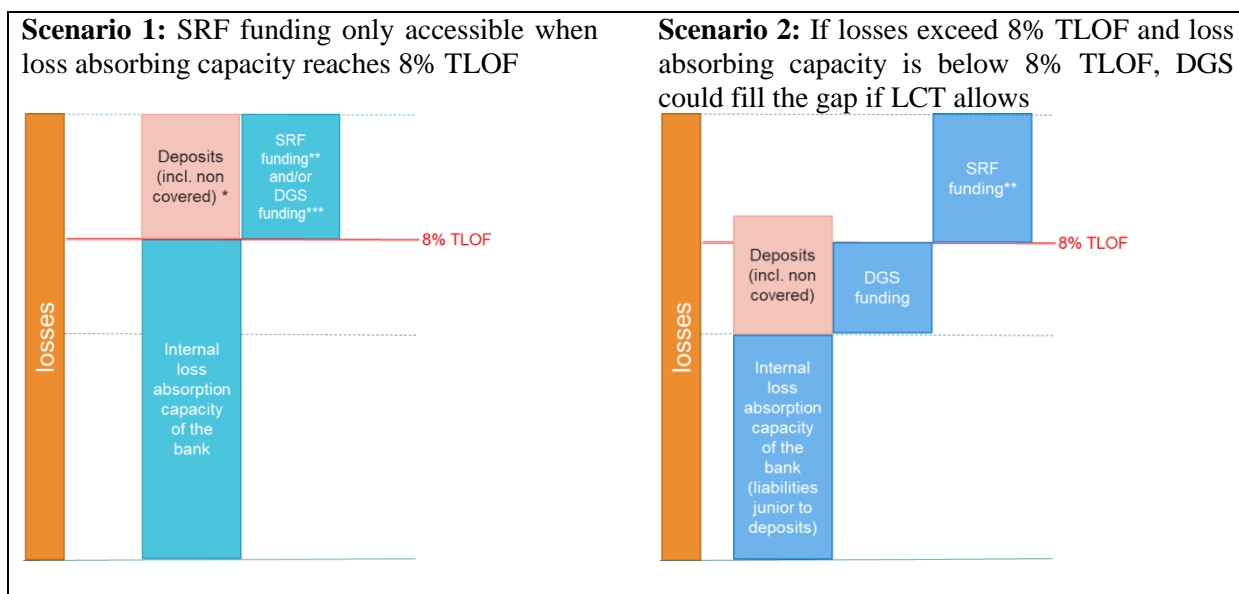 Scenario 1: SRF funding only accessible when
loss absorbing capacity reaches 8% TLOF
losses
Deposits
(incl. non
covered) *
SRF
funding**
and/or
DGS
funding***
8% TLOF
Internal
loss
absorption
capacity
of the
bank
Scenario 2: If losses exceed 8% TLOF and loss
absorbing capacity is below 8% TLOF, DGS
could fill the gap if LCT allows
losses
SRF
funding**
8% TLOF
Deposits
(incl. non
covered)
DGS
funding
Internal
loss
absorption
capacity
of the
bank
(liabilities
junior to
deposits)